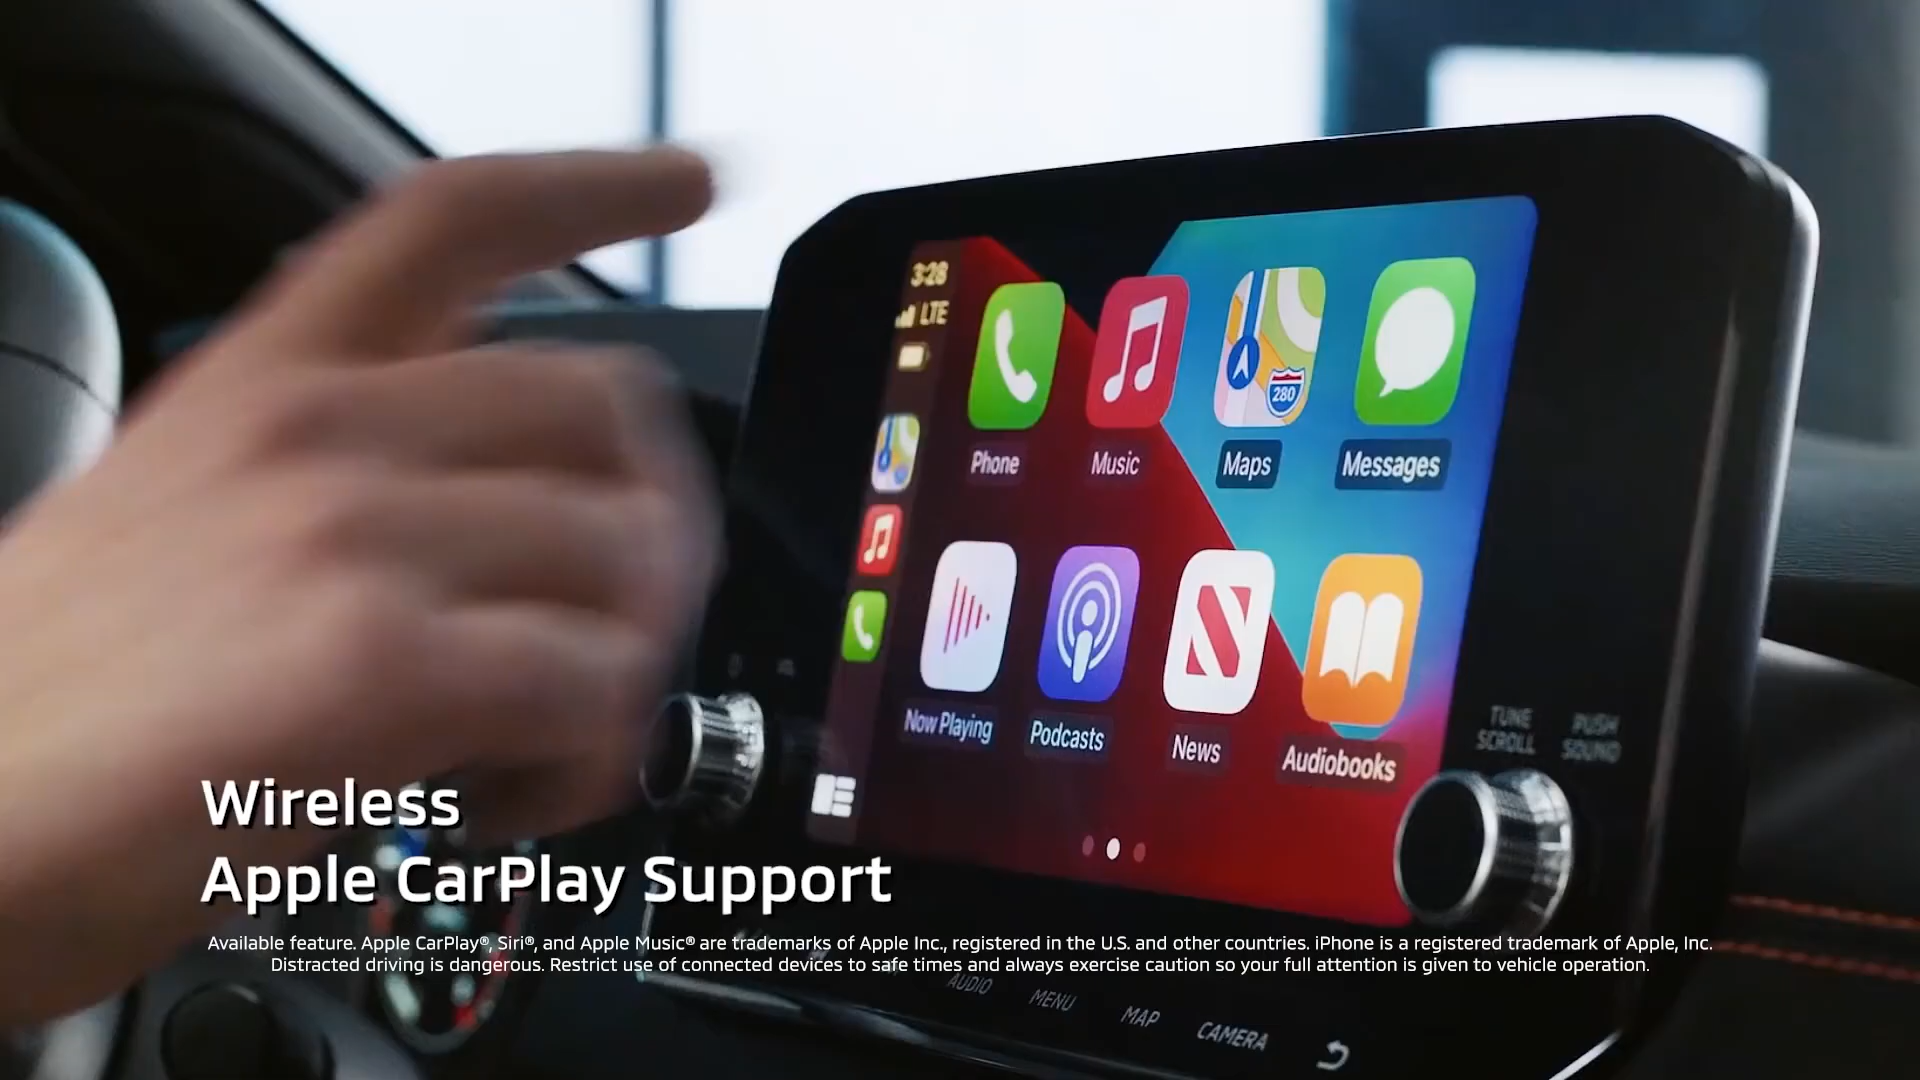 3:28
LTE
280
Phone
Music
Maps
Messages
Now Playing
Podcasts
News
Audiobooks
TUNE
SCROLL
PUSH
SOUND
Wireless
Apple CarPlay Support
Available feature. Apple CarPlay®, Siri®, and Apple Music® are trademarks of Apple Inc., registered in the U.S. and other countries. iPhone is a registered trademark of Apple, Inc.
Distracted driving is dangerous. Restrict use of connected devices to safe times and always exercise caution so your full attention is given to vehicle operation.
AUDIO
MENU
MAP
CAMERA